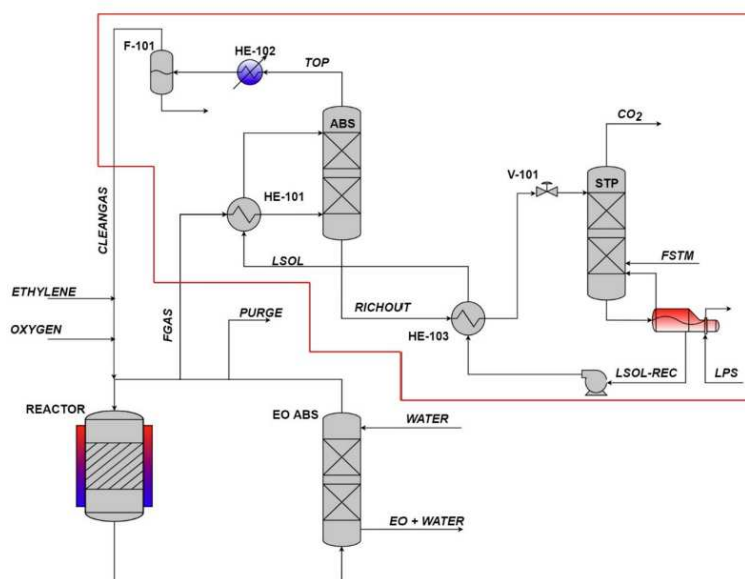 F-101
HE-102
TOP
CO2
ABS
V-101
STP
HE-101
CLEANGAS
FSTM
LSOL
ETHYLENE
FGAS
PURGE
RICHOUT
OXYGEN
HE-103
LSOL-REC
LPS
REACTOR
EO ABS
WATER
EO + WATER